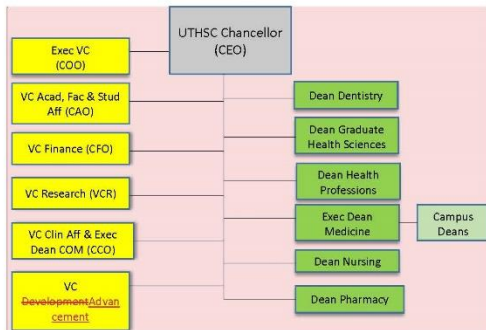 UTHSC Chancellor
(CEO)
Exec VC
(COO)
VC Acad, Fac & Stud
Aff (CAO)
VC Finance (CFO)
VC Research (VCR)
VC Clin Aff & Exec
Dean COM (CCO)
VC
DevelopmentAdvan
cement
Dean Dentistry
Dean Graduate
Health Sciences
Dean Health
Professions
Exec Dean
Medicine
Campus
Deans
Dean Nursing
Dean Pharmacy